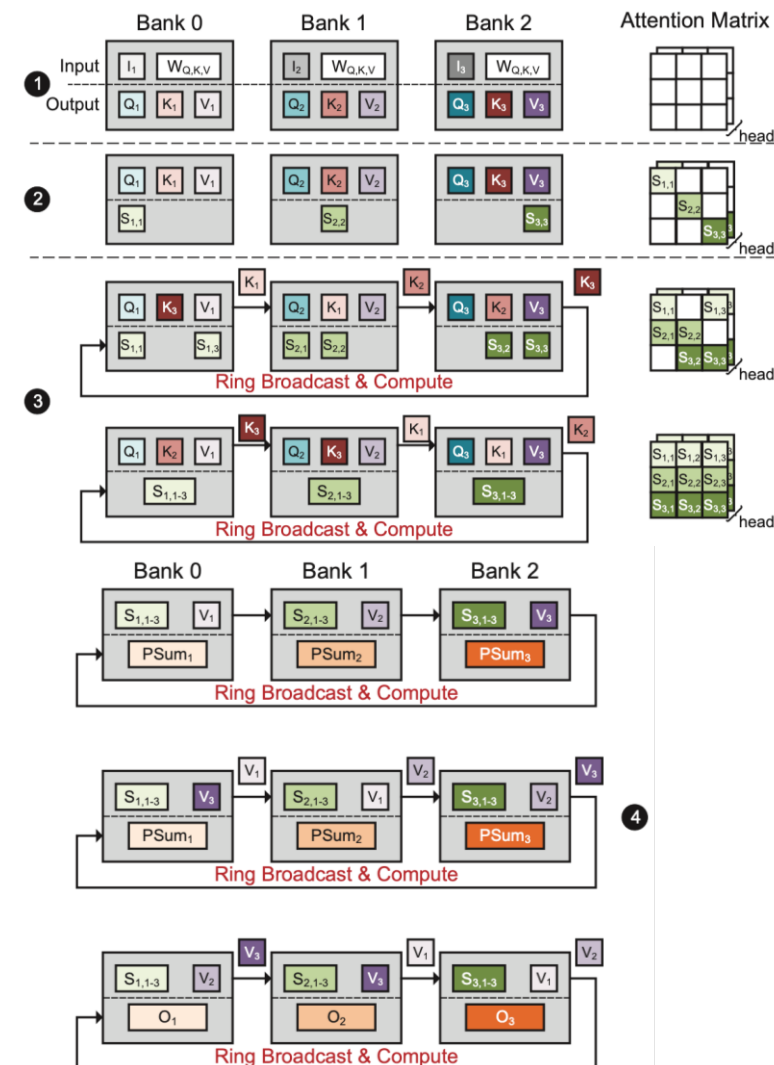 Bank 0 Bank 1 Bank 2 Attention Matrix
Input I₁ W_Q,K,V I₂ W_Q,K,V I₃ W_Q,K,V
1
Output Q₁ K₁ V₁ Q₂ K₂ V₂ Q₃ K₃ V₃
head
2
Q₁ K₁ V₁ Q₂ K₂ V₂ Q₃ K₃ V₃
S₁,₁ S₂,₂ S₃,₃
S₁,₁
S₂,₂
S₃,₃ 3
head
K₁ K₂ K₃
Q₁ K₃ V₁ Q₂ K₁ V₂ Q₃ K₂ V₃
S₁,₁ S₁,₃ S₂,₁ S₂,₂ S₃,₂ S₃,₃
Ring Broadcast & Compute
S₁,₁ S₁,₃ 3
S₂,₁ S₂,₂
S₃,₂ S₃,₃ 3
head
3
K₃ K₁ K₂
Q₁ K₂ V₁ Q₂ K₃ V₂ Q₃ K₁ V₃
S₁,₁₋₃ S₂,₁₋₃ S₃,₁₋₃
Ring Broadcast & Compute
S₁,₁ S₁,₂ S₁,₃ 3
S₂,₁ S₂,₂ S₂,₃ 3
S₃,₁ S₃,₂ S₃,₃ 3
head
Bank 0 Bank 1 Bank 2
S₁,₁₋₃ V₁ S₂,₁₋₃ V₂ S₃,₁₋₃ V₃
PSum₁ PSum₂ PSum₃
Ring Broadcast & Compute
V₁ V₂ V₃
S₁,₁₋₃ V₃ S₂,₁₋₃ V₁ S₃,₁₋₃ V₂
4
PSum₁ PSum₂ PSum₃
Ring Broadcast & Compute
V₃ V₁ V₂
S₁,₁₋₃ V₂ S₂,₁₋₃ V₃ S₃,₁₋₃ V₁
O₁ O₂ O₃
Ring Broadcast & Compute